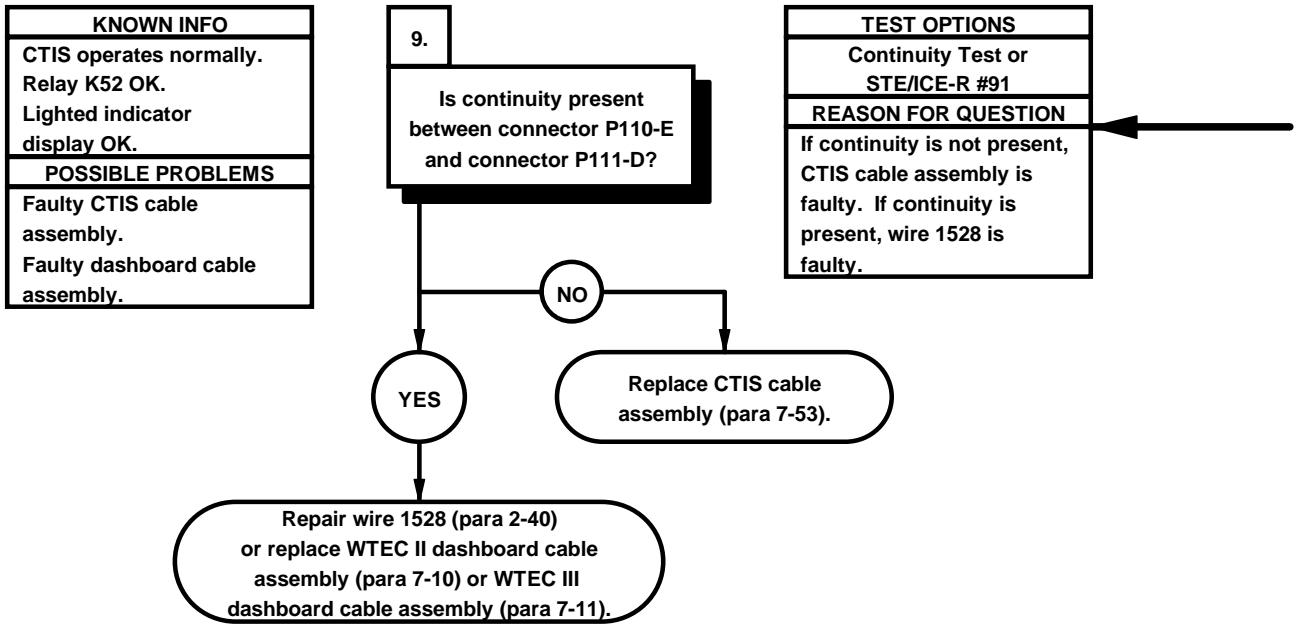 KNOWN INFO
CTIS operates normally.
Relay K52 OK.
Lighted indicator
display OK.
POSSIBLE PROBLEMS
Faulty CTIS cable
assembly.
Faulty dashboard cable
assembly.
9.
Is continuity present
between connector P110-E
and connector P111-D?
TEST OPTIONS
Continuity Test or
STE/ICE-R #91
REASON FOR QUESTION
If continuity is not present,
CTIS cable assembly is
faulty. If continuity is
present, wire 1528 is
faulty.
NO
YES
Replace CTIS cable
assembly (para 7-53).
Repair wire 1528 (para 2-40)
or replace WTEC II dashboard cable
assembly (para 7-10) or WTEC III
dashboard cable assembly (para 7-11).